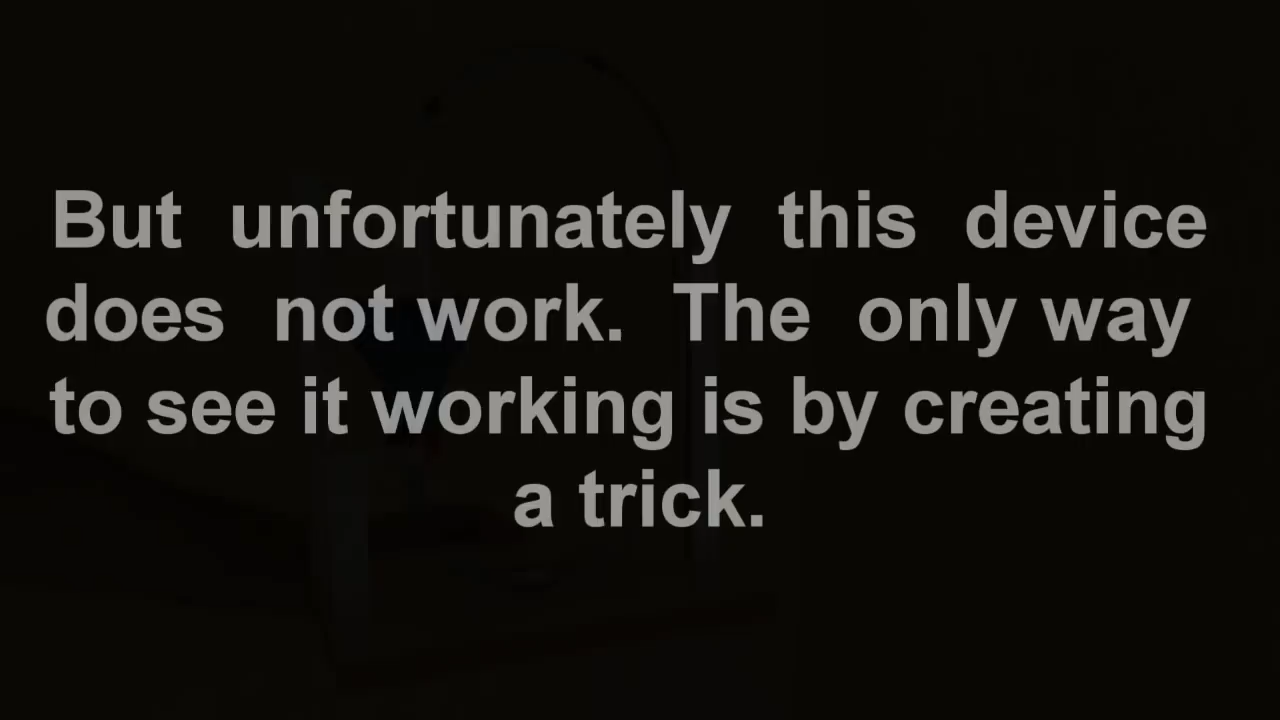 But unfortunately this device
does not work. The only way
to see it working is by creating
a trick.